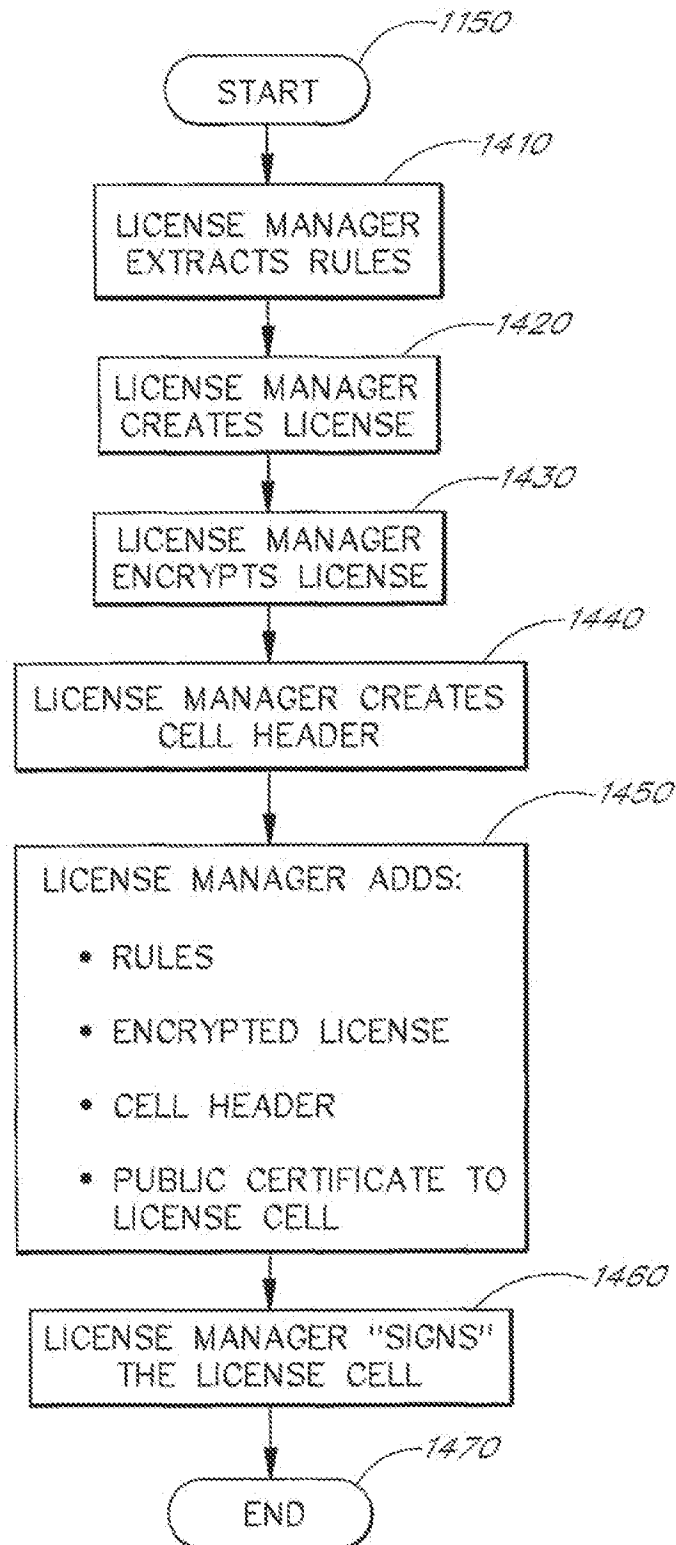 1150
START
1410
LICENSE MANAGER
EXTRACTS RULES
1420
LICENSE MANAGER
CREATES LICENSE
1430
LICENSE MANAGER
ENCRYPTS LICENSE
1440
LICENSE MANAGER CREATES
CELL HEADER
1450
LICENSE MANAGER ADDS:
• RULES
• ENCRYPTED LICENSE
• CELL HEADER
• PUBLIC CERTIFICATE TO
LICENSE CELL
1460
LICENSE MANAGER "SIGNS"
THE LICENSE CELL
1470
END